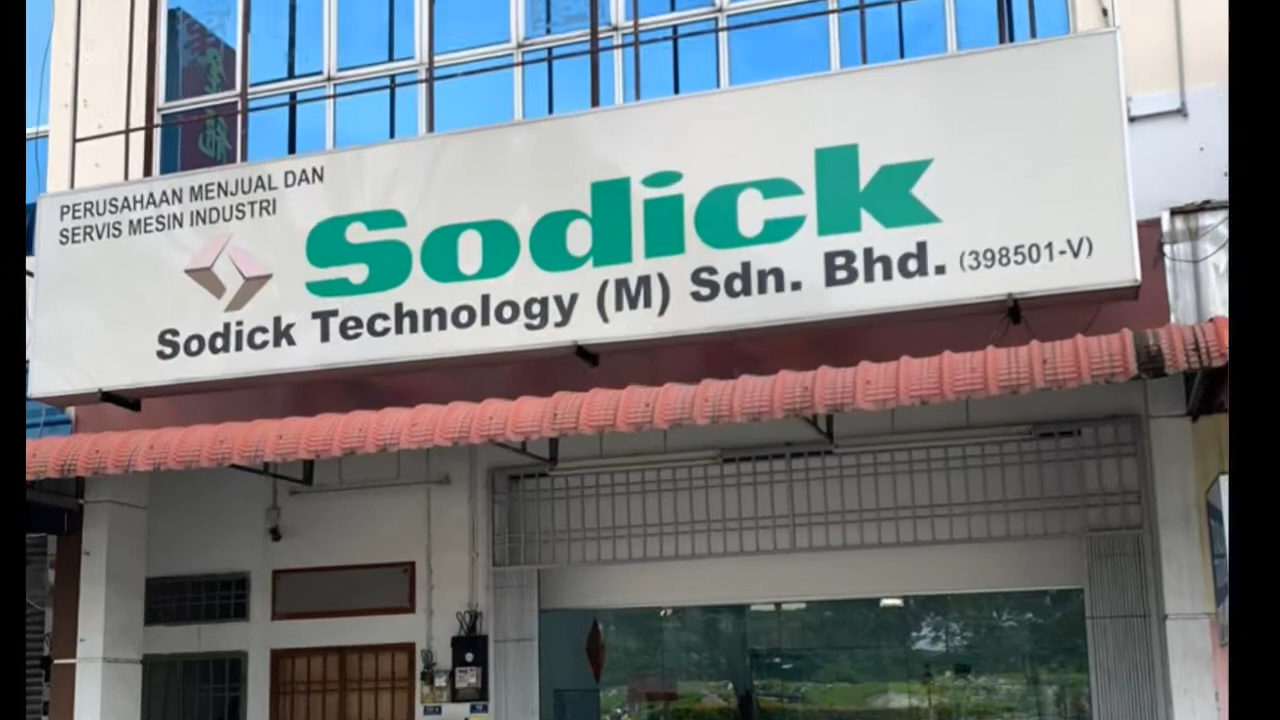 PERUSAHAAN MENJUAL DAN
SERVIS MESIN INDUSTRI
Sodick
Sodick Technology (M) Sdn. Bhd. (398501-V)